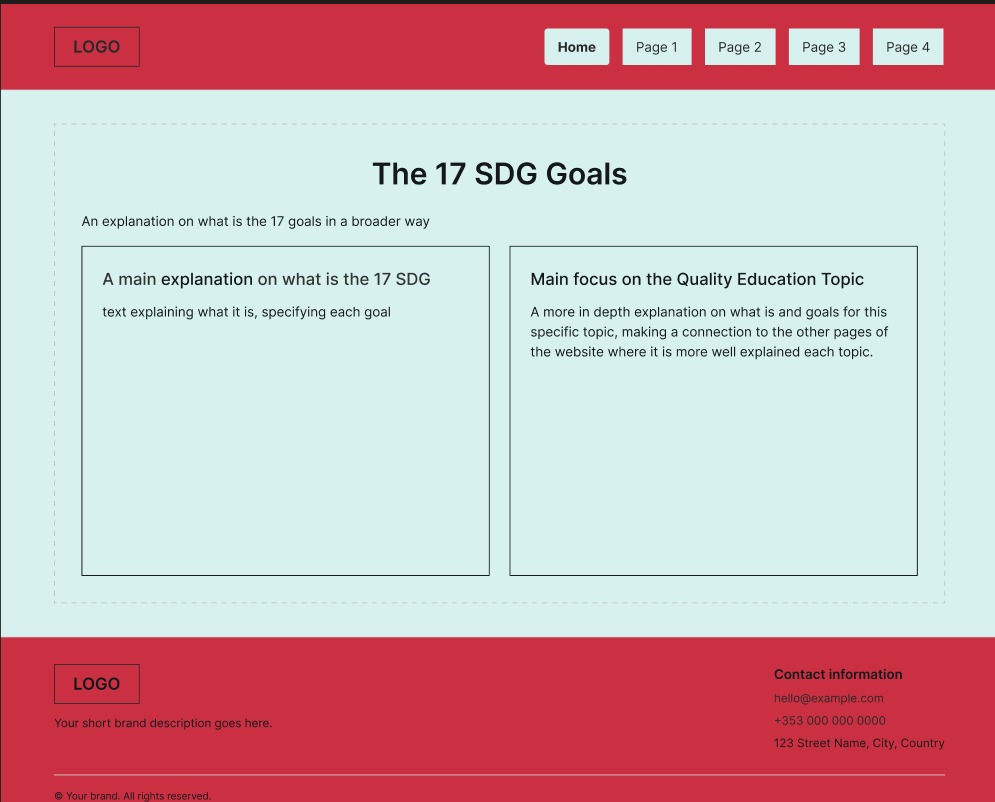 LOGO
Home Page 1 Page 2 Page 3 Page 4
The 17 SDG Goals
An explanation on what is the 17 goals in a broader way
A main explanation on what is the 17 SDG
text explaining what it is, specifying each goal
Main focus on the Quality Education Topic
A more in depth explanation on what is and goals for this
specific topic, making a connection to the other pages of
the website where it is more well explained each topic.
LOGO
Your short brand description goes here.
Contact information
hello@example.com
+353 000 000 0000
123 Street Name, City, Country
© Your brand. All rights reserved.